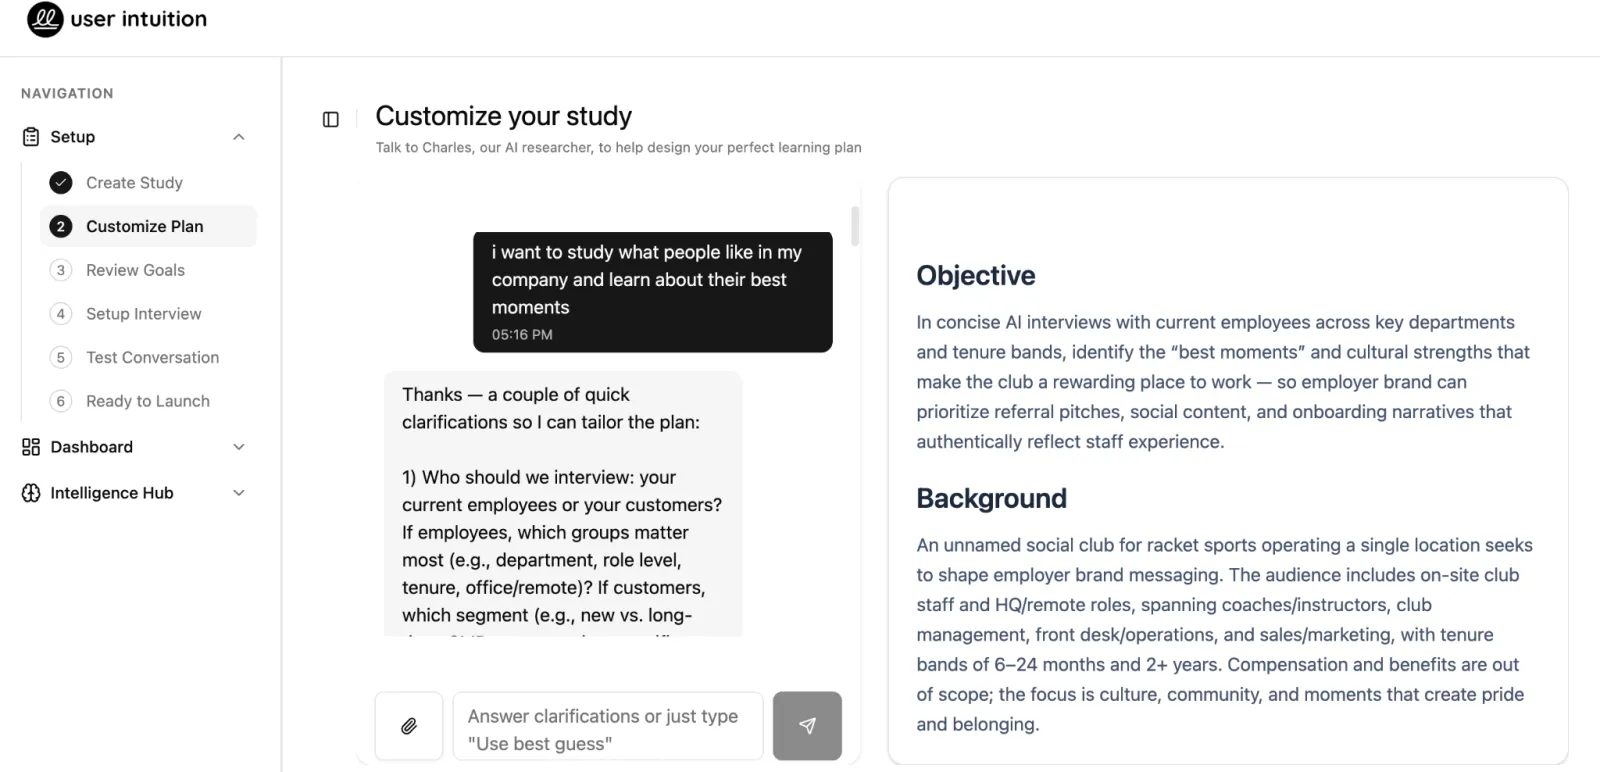 user intuition
NAVIGATION
Setup
Create Study
2 Customize Plan
3 Review Goals
4 Setup Interview
5 Test Conversation
6 Ready to Launch
Dashboard
Intelligence Hub
Customize your study
Talk to Charles, our AI researcher, to help design your perfect learning plan
i want to study what people like in my
company and learn about their best
moments
05:16 PM
Thanks — a couple of quick
clarifications so I can tailor the plan:
1) Who should we interview: your
current employees or your customers?
If employees, which groups matter
most (e.g., department, role level,
tenure, office/remote)? If customers,
which segment (e.g., new vs. long-
Answer clarifications or just type
"Use best guess"
Objective
In concise AI interviews with current employees across key departments
and tenure bands, identify the “best moments” and cultural strengths that
make the club a rewarding place to work — so employer brand can
prioritize referral pitches, social content, and onboarding narratives that
authentically reflect staff experience.
Background
An unnamed social club for racket sports operating a single location seeks
to shape employer brand messaging. The audience includes on-site club
staff and HQ/remote roles, spanning coaches/instructors, club
management, front desk/operations, and sales/marketing, with tenure
bands of 6–24 months and 2+ years. Compensation and benefits are out
of scope; the focus is culture, community, and moments that create pride
and belonging.